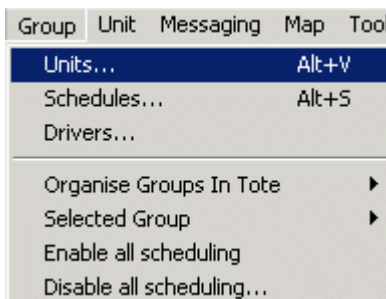 Group Unit Messaging Map Tool
Units... Alt+V
Schedules... Alt+S
Drivers...
Organise Groups In Tote
Selected Group
Enable all scheduling
Disable all scheduling...